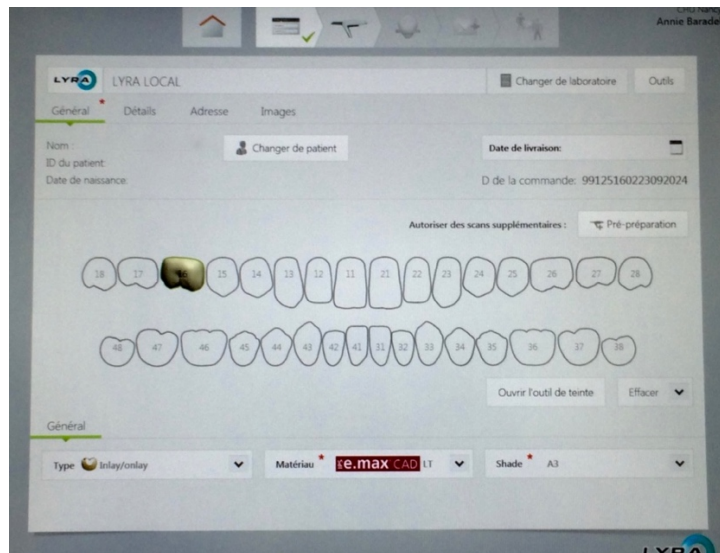 CHU Nancy
Annie Barade
LYRA LYRA LOCAL Changer de laboratoire Outils
Général * Détails Adresse Images
Nom : Changer de patient Date de livraison:
ID du patient:
Date de naissance: D de la commande: 99125160223092024
Autoriser des scans supplémentaires : Pré-préparation
18 17 16 15 14 13 12 11 21 22 23 24 25 26 27 28
48 47 46 45 44 43 42 41 31 32 33 34 35 36 37 38
Ouvrir l'outil de teinte Effacer
Général
Type Inlay/onlay Matériau * e.max CAD LT Shade * A3
LYRA